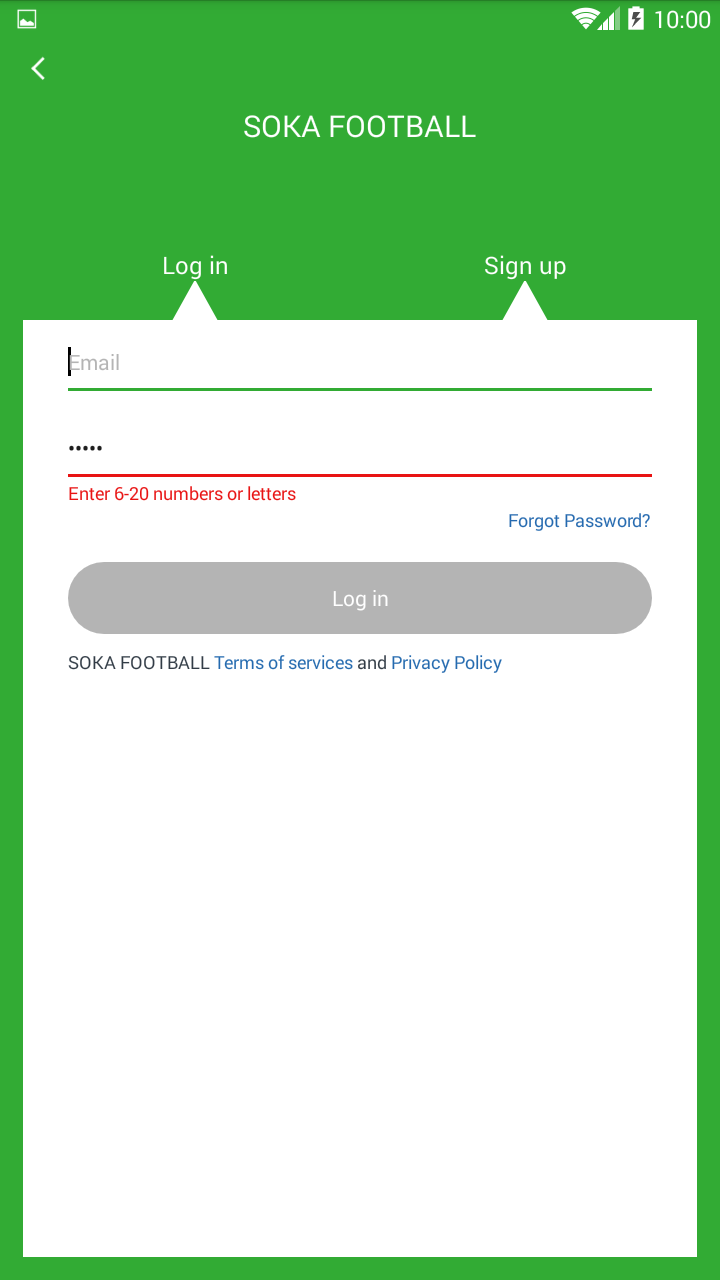 10:00
SOKA FOOTBALL
Log in
Sign up
Email
•••••
Enter 6-20 numbers or letters
Forgot Password?
Log in
SOKA FOOTBALL Terms of services and Privacy Policy